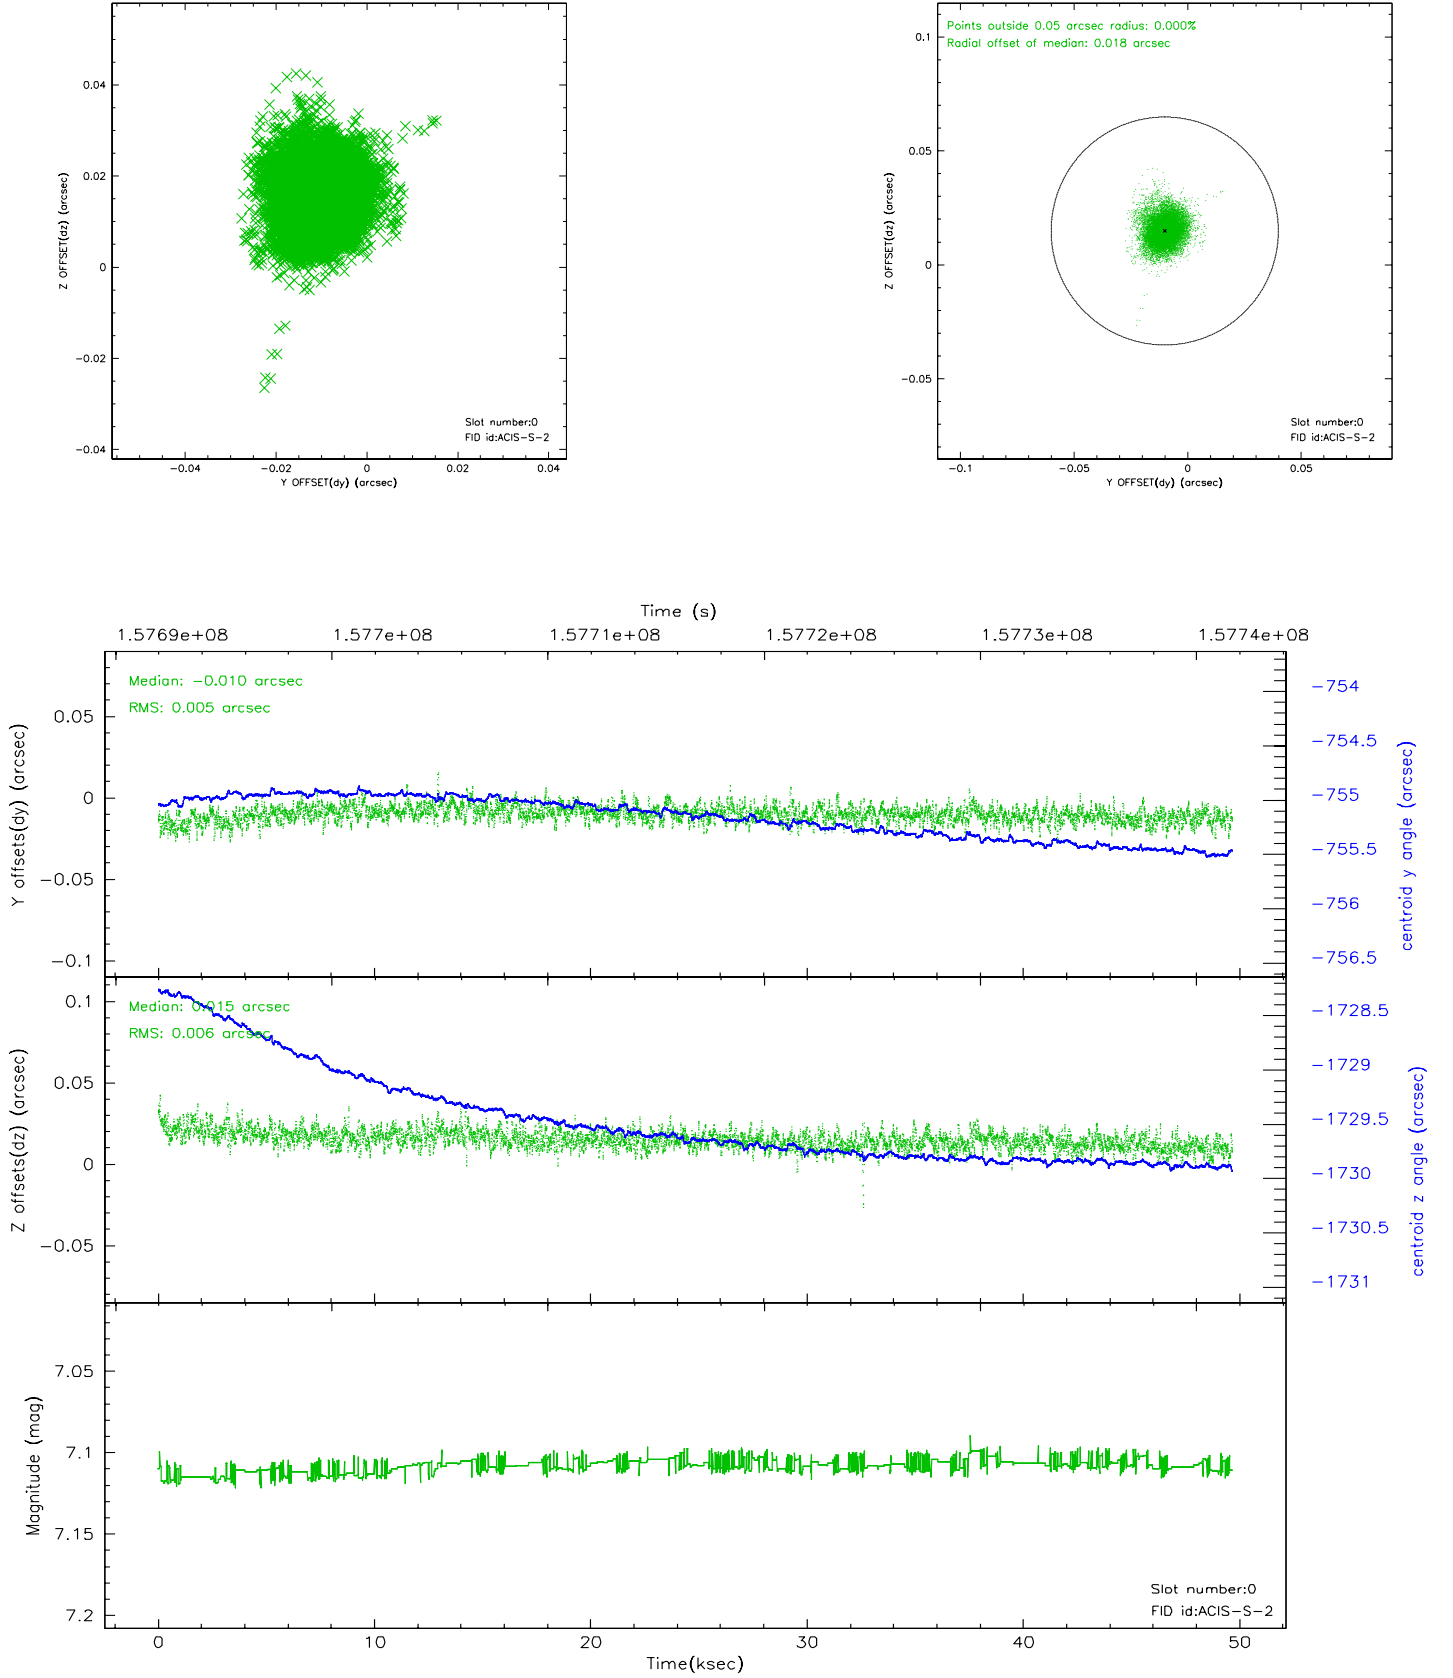 0.04
0.02
0
−0.02
−0.04
Z OFFSET(dz) (arcsec)
−0.04 −0.02 0 0.02 0.04
Y OFFSET(dy) (arcsec)
Slot number:0
FID id:ACIS−S−2
Points outside 0.05 arcsec radius: 0.000%
Radial offset of median: 0.018 arcsec
0.1
0.05
0
−0.05
Z OFFSET(dz) (arcsec)
−0.1 −0.05 0 0.05
Y OFFSET(dy) (arcsec)
Slot number:0
FID id:ACIS−S−2
Time (s)
1.5769e+08 1.577e+08 1.5771e+08 1.5772e+08 1.5773e+08 1.5774e+08
Median: −0.010 arcsec
RMS: 0.005 arcsec
0.05
0
−0.05
−0.1
Y offsets(dy) (arcsec)
−754
−754.5
−755
−755.5
−756
−756.5
centroid y angle (arcsec)
Median: 0.015 arcsec
RMS: 0.006 arcsec
0.1
0.05
0
−0.05
Z offsets(dz) (arcsec)
−1728.5
−1729
−1729.5
−1730
−1730.5
−1731
centroid z angle (arcsec)
7.05
7.1
7.15
7.2
Magnitude (mag)
Slot number:0
FID id:ACIS−S−2
0 10 20 30 40 50
Time(ksec)